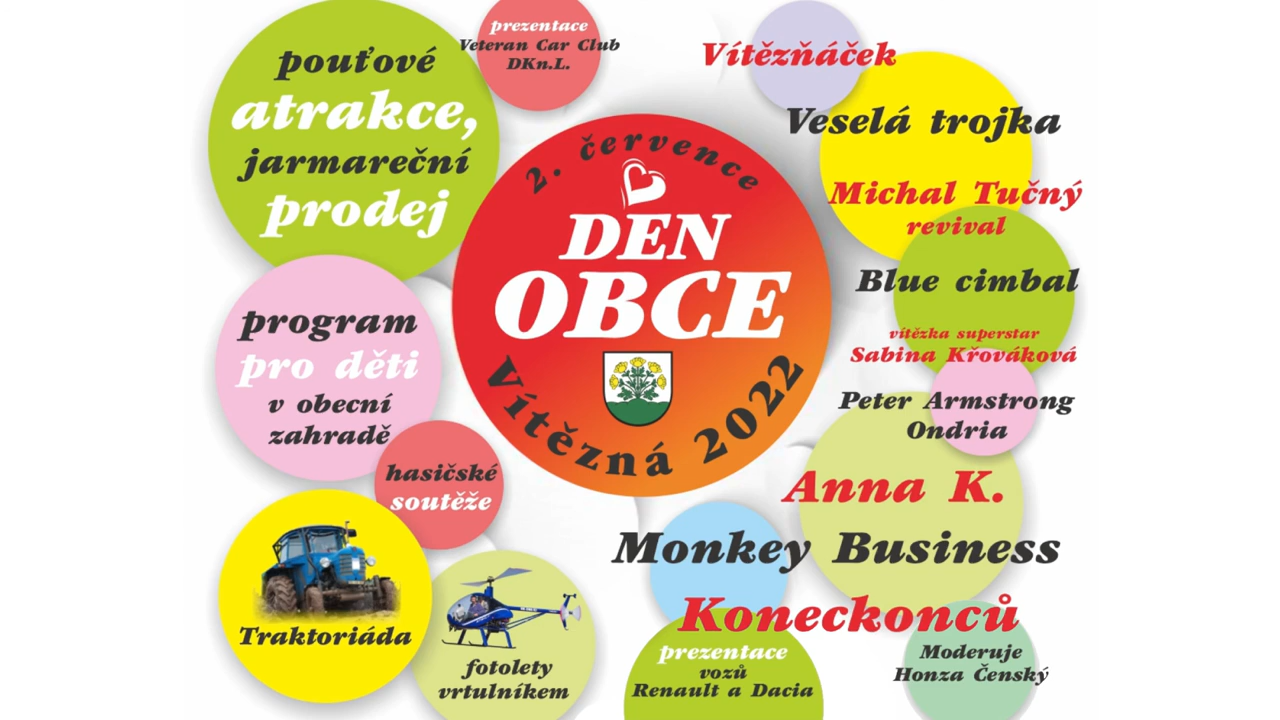 pouťové
atrakce,
jarmareční
prodej
prezentace
Veteran Car Club
DKn.L.
2. července
DEN
OBCE
Vítězná 2022
program
pro děti
v obecní
zahradě
hasičské
soutěže
Traktoriáda
fotolety
vrtulníkem
Vítězňáček
Veselá trojka
Michal Tučný
revival
Blue cimbal
vítězka superstar
Sabina Křováková
Peter Armstrong
Ondria
Anna K.
Monkey Business
Koneckonců
prezentace
vozů
Renault a Dacia
Moderuje
Honza Čenský